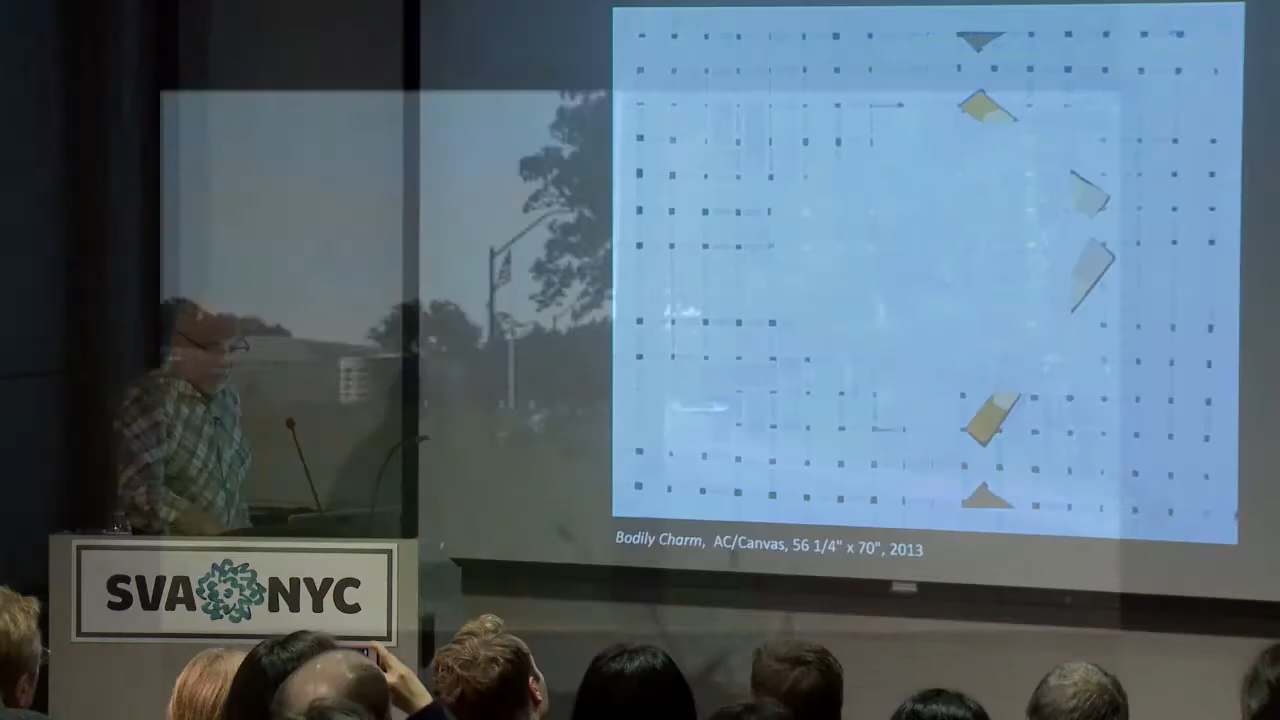 Bodily Charm, AC/Canvas, 56 1/4" x 70", 2013
SVA NYC